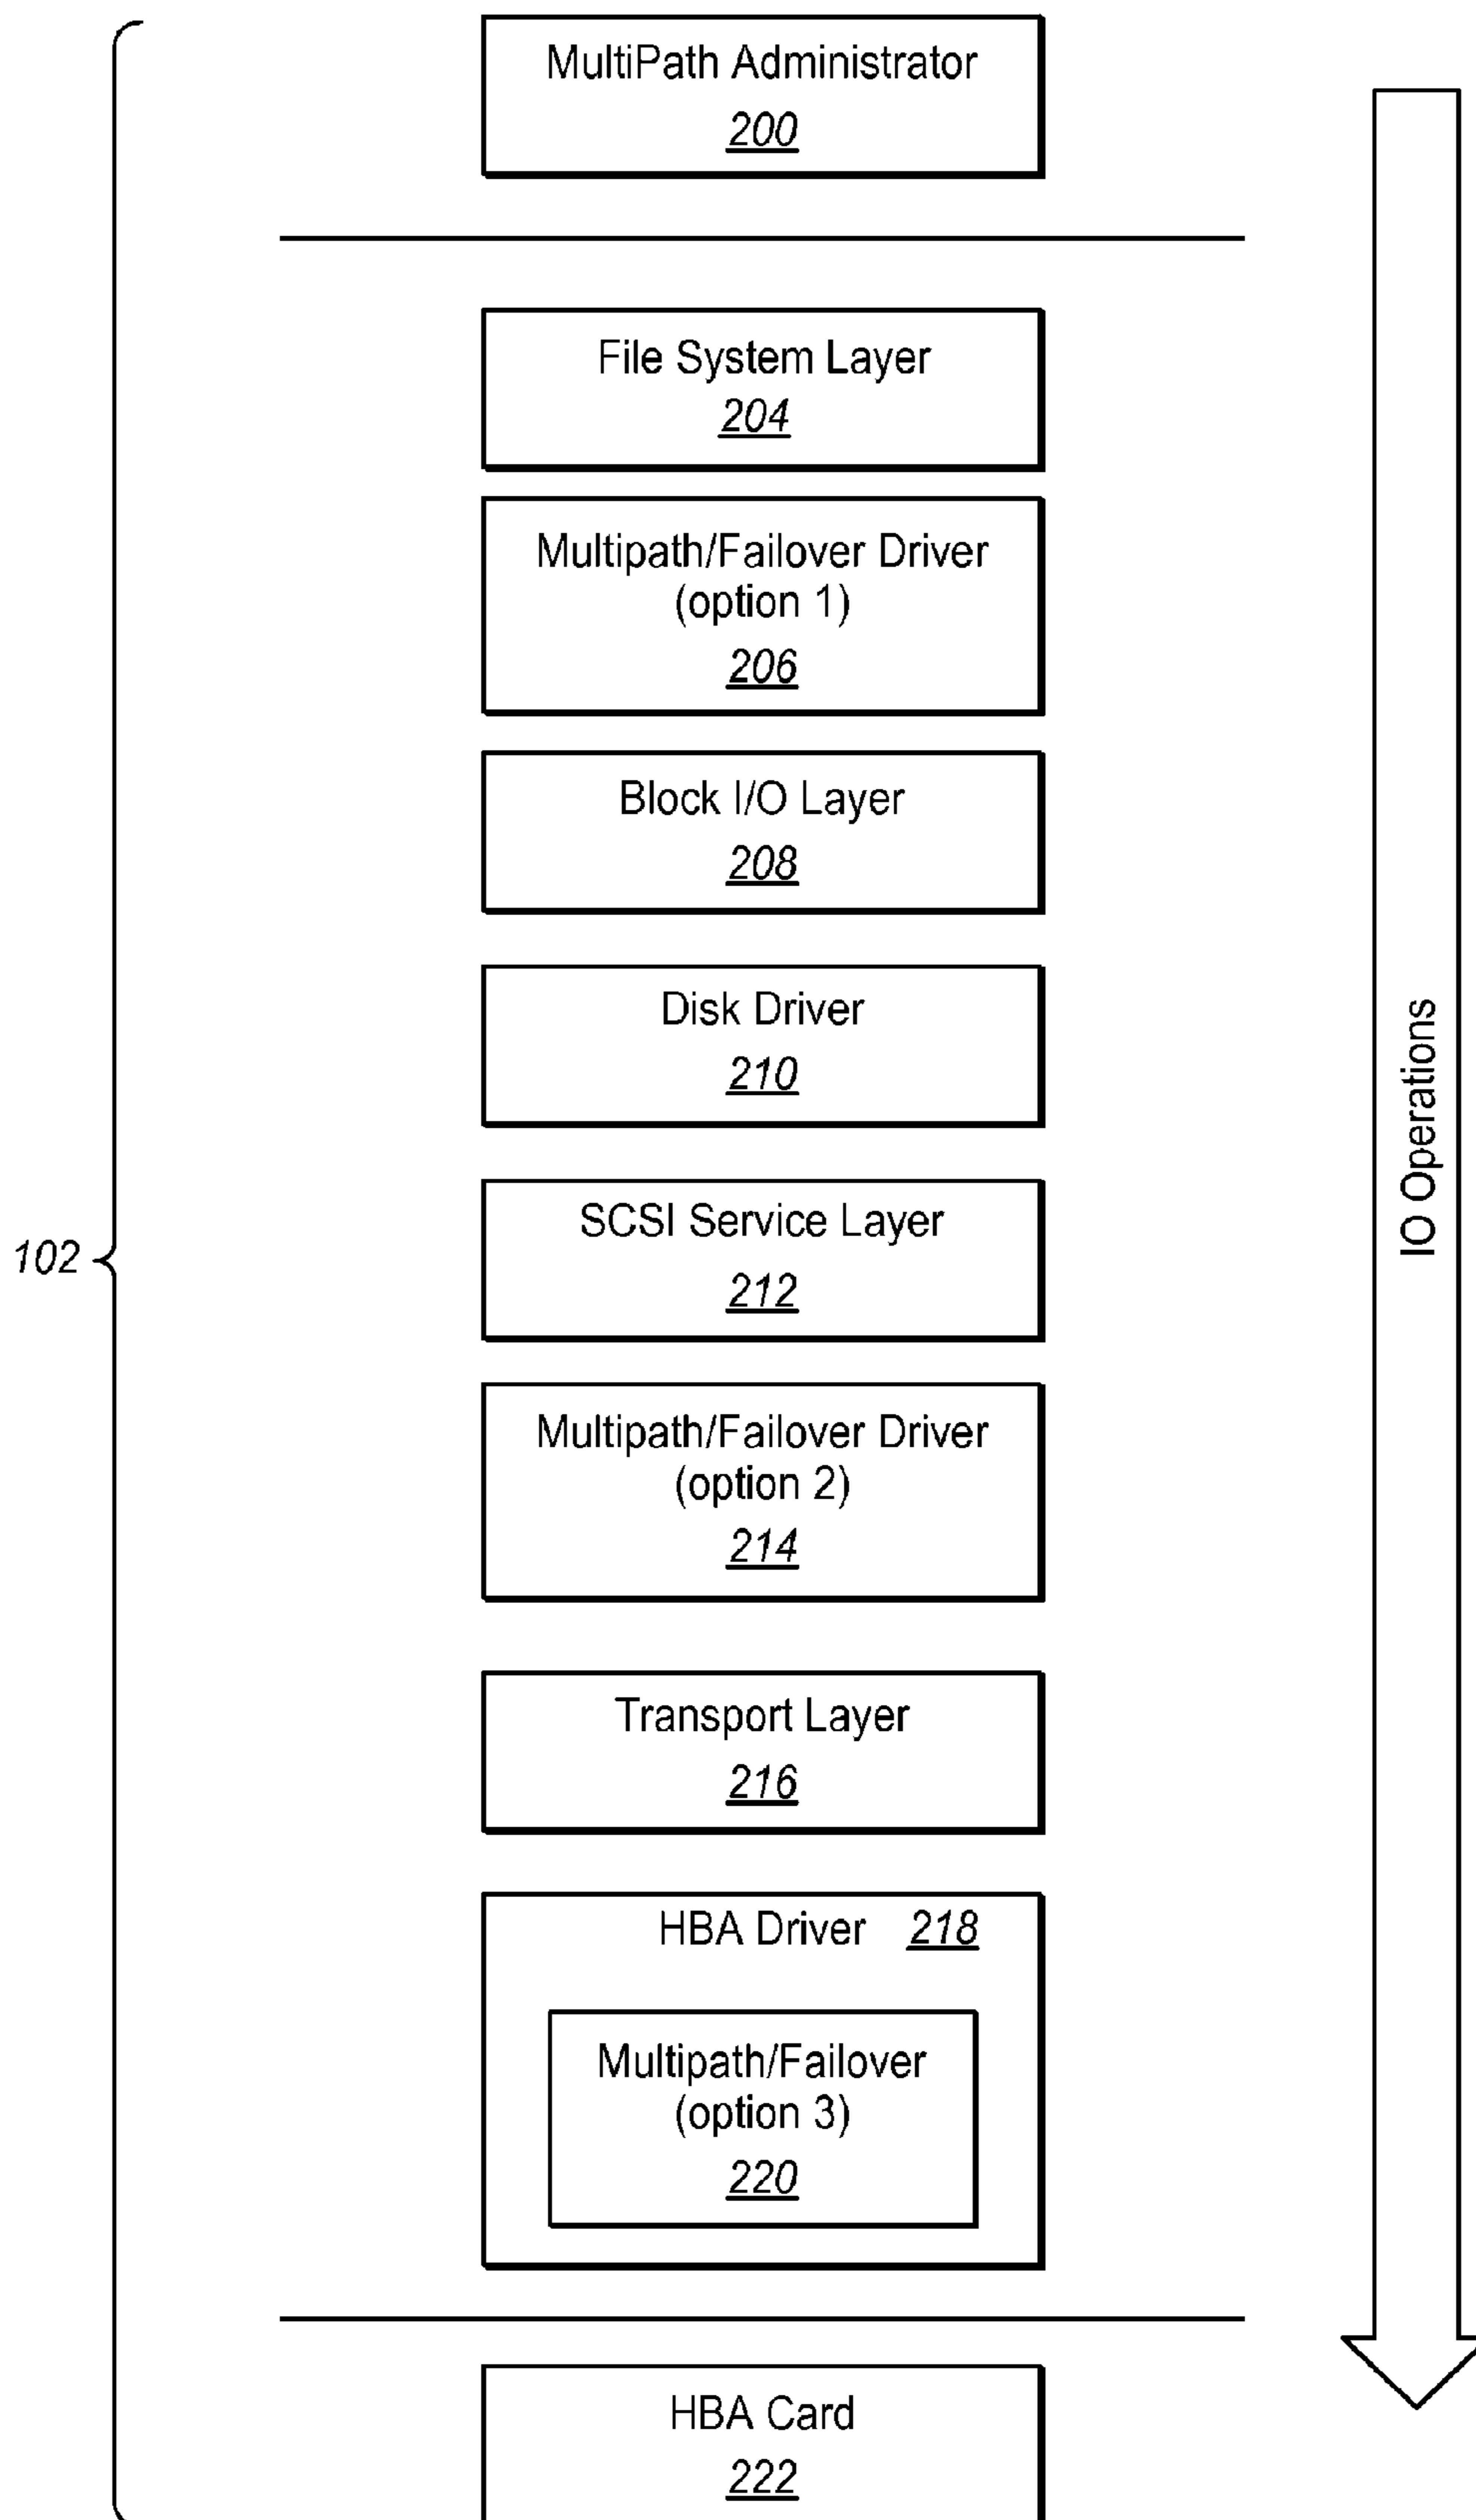 MultiPath Administrator
200
File System Layer
204
Multipath/Failover Driver
(option 1)
206
Block I/O Layer
208
Disk Driver
210
SCSI Service Layer
212
102
Multipath/Failover Driver
(option 2)
214
Transport Layer
216
HBA Driver 218
Multipath/Failover
(option 3)
220
HBA Card
222
IO Operations